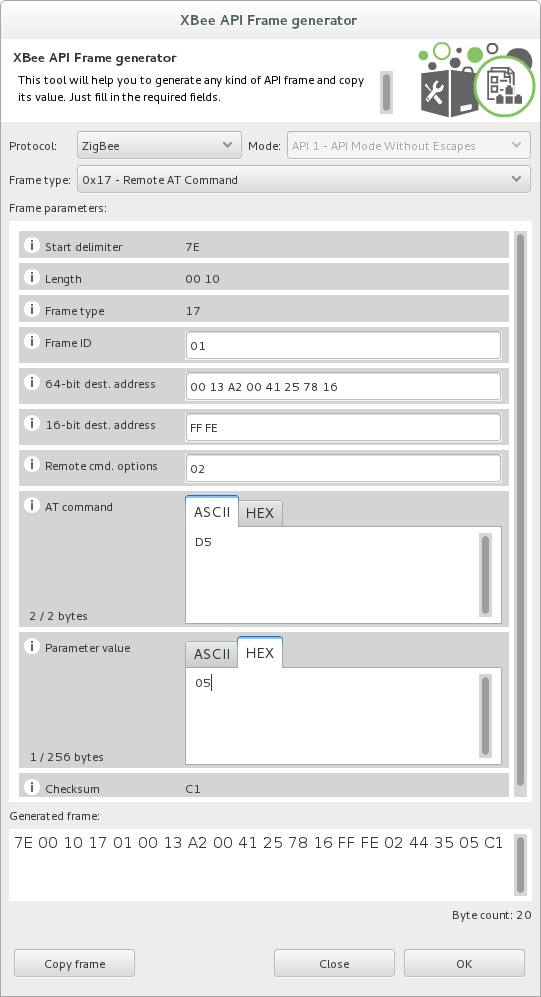 XBee API Frame generator
XBee API Frame generator
This tool will help you to generate any kind of API frame and copy
its value. Just fill in the required fields.
Protocol: ZigBee Mode: API 1 - API Mode Without Escapes
Frame type: 0x17 - Remote AT Command
Frame parameters:
i Start delimiter 7E
i Length 00 10
i Frame type 17
i Frame ID 01
i 64-bit dest. address 00 13 A2 00 41 25 78 16
i 16-bit dest. address FF FE
i Remote cmd. options 02
i AT command ASCII HEX
D5
2 / 2 bytes
i Parameter value ASCII HEX
05
1 / 256 bytes
i Checksum C1
Generated frame:
7E 00 10 17 01 00 13 A2 00 41 25 78 16 FF FE 02 44 35 05 C1
Byte count: 20
Copy frame Close OK